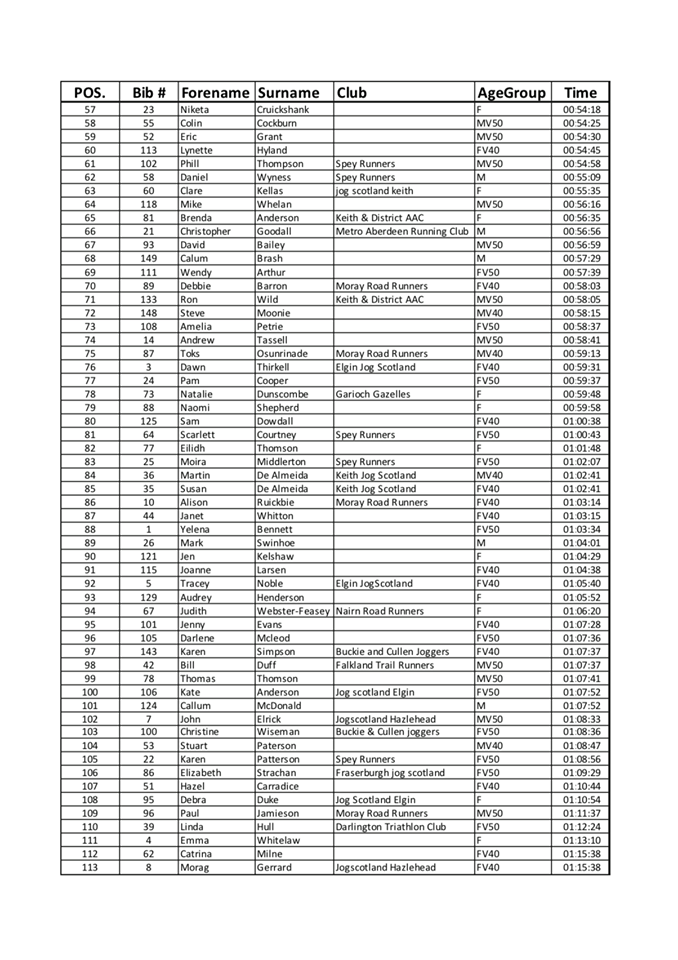 POS. Bib # Forename Surname Club AgeGroup Time
57 23 Niketa Cruickshank F 00:54:18
58 55 Colin Cockburn MV50 00:54:25
59 52 Eric Grant MV50 00:54:30
60 113 Lynette Hyland FV40 00:54:45
61 102 Phill Thompson Spey Runners MV50 00:54:58
62 58 Daniel Wyness Spey Runners M 00:55:09
63 60 Clare Kellas jog scotland keith F 00:55:35
64 118 Mike Whelan MV50 00:56:16
65 81 Brenda Anderson Keith & District AAC F 00:56:35
66 21 Christopher Goodall Metro Aberdeen Running Club M 00:56:56
67 93 David Bailey MV50 00:56:59
68 149 Calum Brash M 00:57:29
69 111 Wendy Arthur FV50 00:57:39
70 89 Debbie Barron Moray Road Runners FV40 00:58:03
71 133 Ron Wild Keith & District AAC MV50 00:58:05
72 148 Steve Moonie MV40 00:58:15
73 108 Amelia Petrie FV50 00:58:37
74 14 Andrew Tassell MV50 00:58:41
75 87 Toks Osunrinade Moray Road Runners MV40 00:59:13
76 3 Dawn Thirkell Elgin Jog Scotland FV40 00:59:31
77 24 Pam Cooper FV50 00:59:37
78 73 Natalie Dunscombe Garioch Gazelles F 00:59:48
79 88 Naomi Shepherd F 00:59:58
80 125 Sam Dowdall FV40 01:00:38
81 64 Scarlett Courtney Spey Runners FV50 01:00:43
82 77 Eilidh Thomson F 01:01:48
83 25 Moira Middlerton Spey Runners FV50 01:02:07
84 36 Martin De Almeida Keith Jog Scotland MV40 01:02:41
85 35 Susan De Almeida Keith Jog Scotland FV40 01:02:41
86 10 Alison Ruickbie Moray Road Runners FV40 01:03:14
87 44 Janet Whitton FV40 01:03:15
88 1 Yelena Bennett FV50 01:03:34
89 26 Mark Swinhoe M 01:04:01
90 121 Jen Kelshaw F 01:04:29
91 115 Joanne Larsen FV40 01:04:38
92 5 Tracey Noble Elgin JogScotland FV40 01:05:40
93 129 Audrey Henderson F 01:05:52
94 67 Judith Webster-Feasey Nairn Road Runners F 01:06:20
95 101 Jenny Evans FV40 01:07:28
96 105 Darlene Mcleod FV50 01:07:36
97 143 Karen Simpson Buckie and Cullen Joggers FV40 01:07:37
98 42 Bill Duff Falkland Trail Runners MV50 01:07:37
99 78 Thomas Thomson MV50 01:07:41
100 106 Kate Anderson Jog scotland Elgin FV50 01:07:52
101 124 Callum McDonald M 01:07:52
102 7 John Elrick Jogscotland Hazlehead MV50 01:08:33
103 100 Christine Wiseman Buckie & Cullen joggers FV50 01:08:36
104 53 Stuart Paterson MV40 01:08:47
105 22 Karen Patterson Spey Runners FV50 01:08:56
106 86 Elizabeth Strachan Fraserburgh jog scotland FV50 01:09:29
107 51 Hazel Carradice FV40 01:10:44
108 95 Debra Duke Jog Scotland Elgin F 01:10:54
109 96 Paul Jamieson Moray Road Runners MV50 01:11:37
110 39 Linda Hull Darlington Triathlon Club FV50 01:12:24
111 4 Emma Whitelaw F 01:13:10
112 62 Catrina Milne FV40 01:15:38
113 8 Morag Gerrard Jogscotland Hazlehead FV40 01:15:38